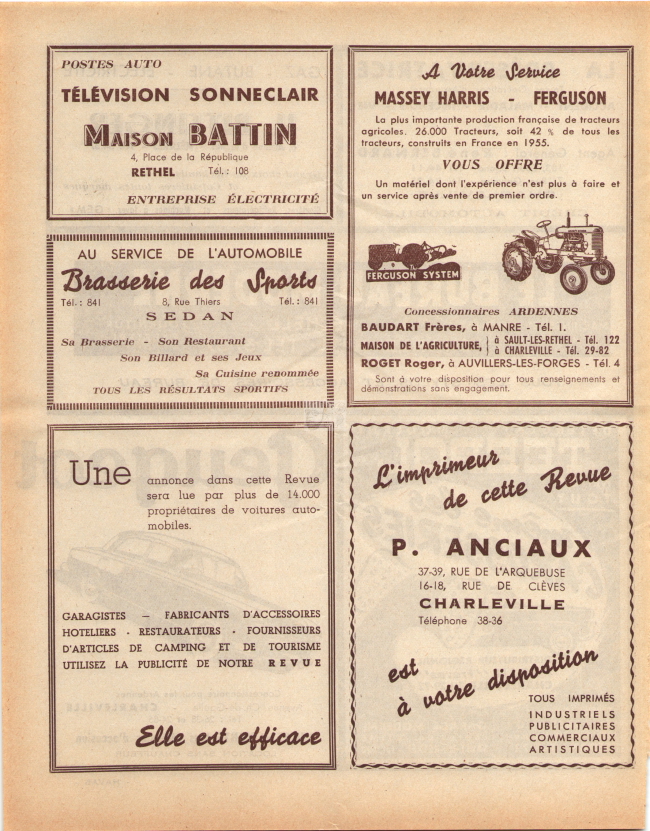 POSTES AUTO
TÉLÉVISION SONNECLAIR
MAISON BATTIN
4, Place de la République
RETHEL Tél. : 108
ENTREPRISE ÉLECTRICITÉ
AU SERVICE DE L'AUTOMOBILE
Brasserie des Sports
Tél. : 841 8, Rue Thiers Tél. : 841
SEDAN
Sa Brasserie - Son Restaurant
Son Billard et ses Jeux
Sa Cuisine renommée
TOUS LES RÉSULTATS SPORTIFS
A Votre Service
MASSEY HARRIS - FERGUSON
La plus importante production française de tracteurs
agricoles. 26.000 Tracteurs, soit 42 % de tous les
tracteurs, construits en France en 1955.
VOUS OFFRE
Un matériel dont l'expérience n'est plus à faire et
un service après vente de premier ordre.
FERGUSON SYSTEM
Concessionnaires ARDENNES
BAUDART Frères, à MANRE - Tél. 1.
MAISON DE L'AGRICULTURE, à SAULT-LES-RETHEL - Tél. 122
à CHARLEVILLE - Tél. 29-82
ROGET Roger, à AUVILLERS-LES-FORGES - Tél. 4
Sont à votre disposition pour tous renseignements et
démonstrations sans engagement.
Une annonce dans cette Revue
sera lue par plus de 14.000
propriétaires de voitures auto-
mobiles.
GARAGISTES - FABRICANTS D'ACCESSOIRES
HOTELIERS - RESTAURATEURS - FOURNISSEURS
D'ARTICLES DE CAMPING ET DE TOURISME
UTILISEZ LA PUBLICITÉ DE NOTRE REVUE
Elle est efficace
L'imprimeur
de cette Revue
P. ANCIAUX
37-39, RUE DE L'ARQUEBUSE
16-18, RUE DE CLÈVES
CHARLEVILLE
Téléphone 38-36
est
à votre disposition
TOUS IMPRIMÉS
INDUSTRIELS
PUBLICITAIRES
COMMERCIAUX
ARTISTIQUES